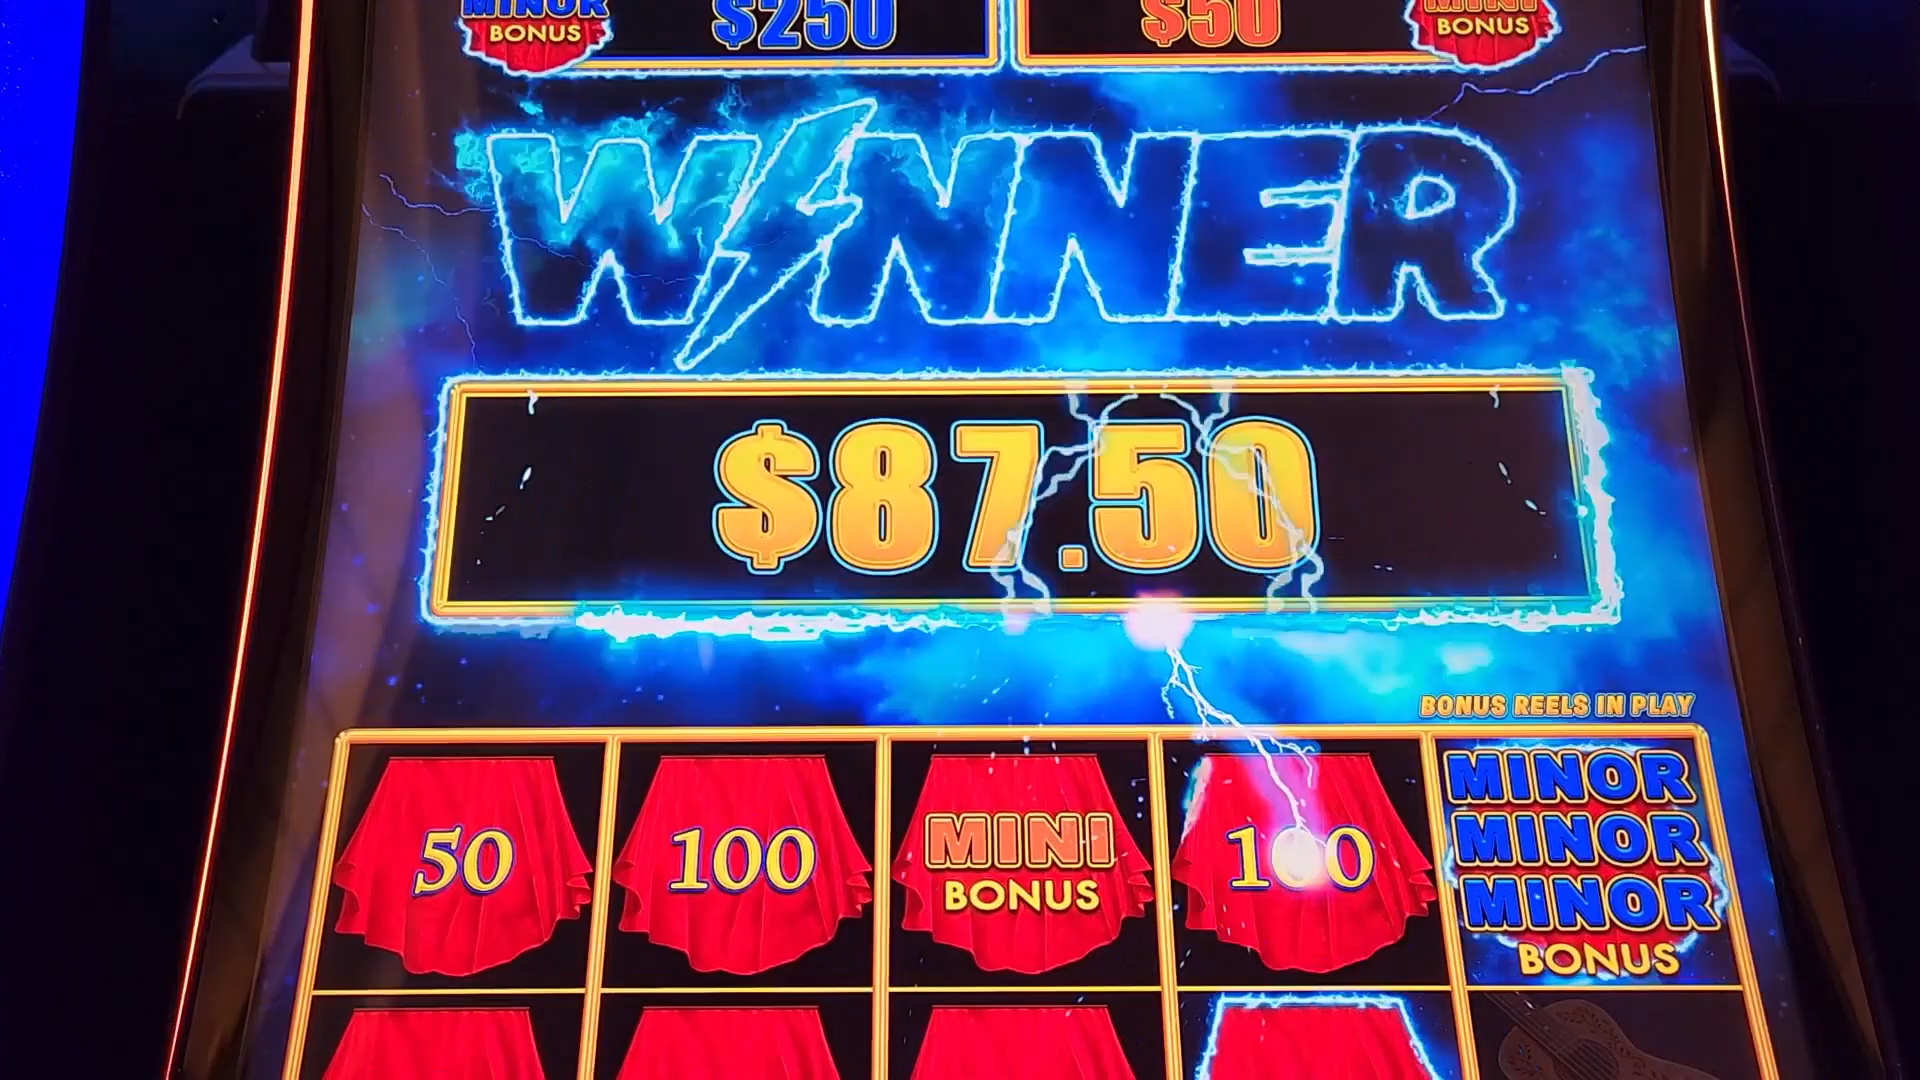 MINOR
BONUS
$250
$50
MINI
BONUS
WINNER
$87.50
BONUS REELS IN PLAY
50
100
MINI
BONUS
100
MINOR
MINOR
MINOR
BONUS